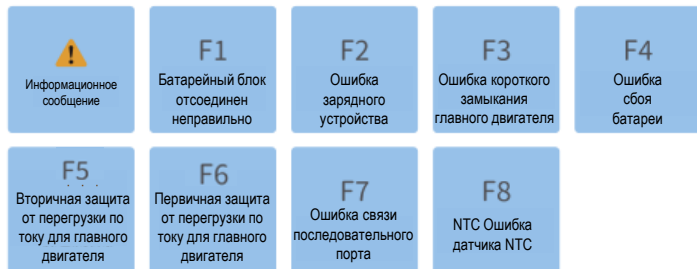 Информационное
сообщение
F1
Батарейный блок
отсоединен
неправильно
F2
Ошибка
зарядного
устройства
F3
Ошибка короткого
замыкания
главного двигателя
F4
Ошибка
сбоя
батареи
F5
Вторичная защита
от перегрузки по
току для главного
двигателя
F6
Первичная защита
от перегрузки по
току для главного
двигателя
F7
Ошибка связи
последовательного
порта
F8
NTC Ошибка
датчика NTC